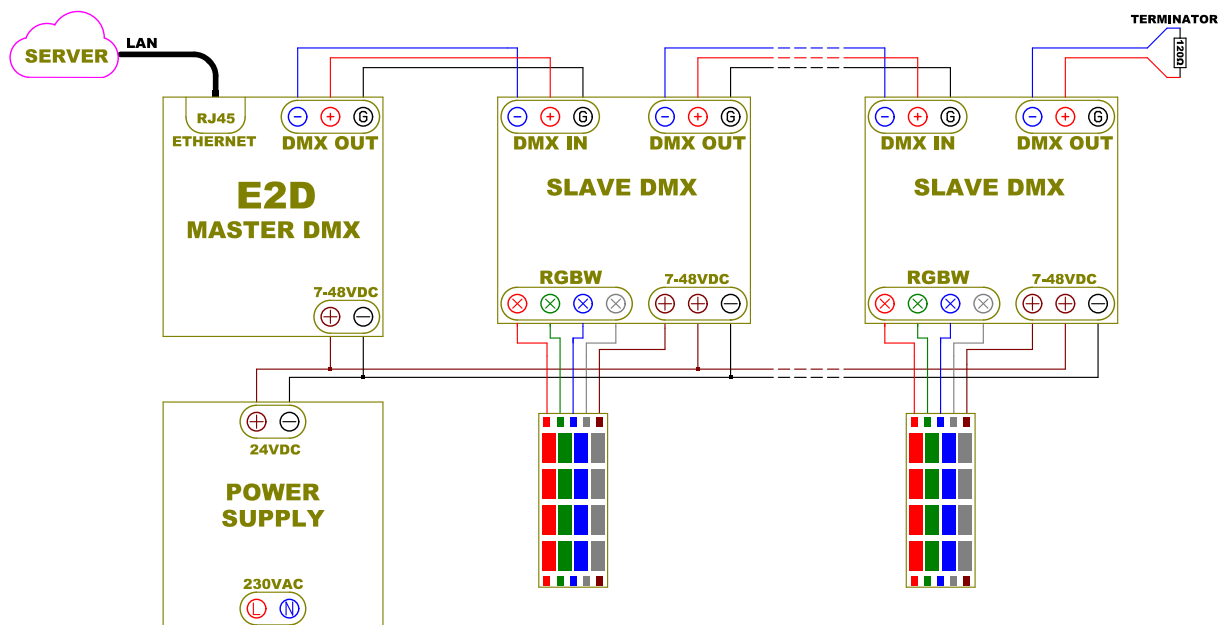 TERMINATOR
120Ω
SERVER
LAN
RJ45
ETHERNET
- + G
DMX OUT
- + G
DMX IN
- + G
DMX OUT
- + G
DMX IN
- + G
DMX OUT
E2D
MASTER DMX
SLAVE DMX
SLAVE DMX
7-48VDC
+ -
RGBW
7-48VDC
+ + -
RGBW
7-48VDC
+ + -
+ -
24VDC
POWER
SUPPLY
230VAC
L N